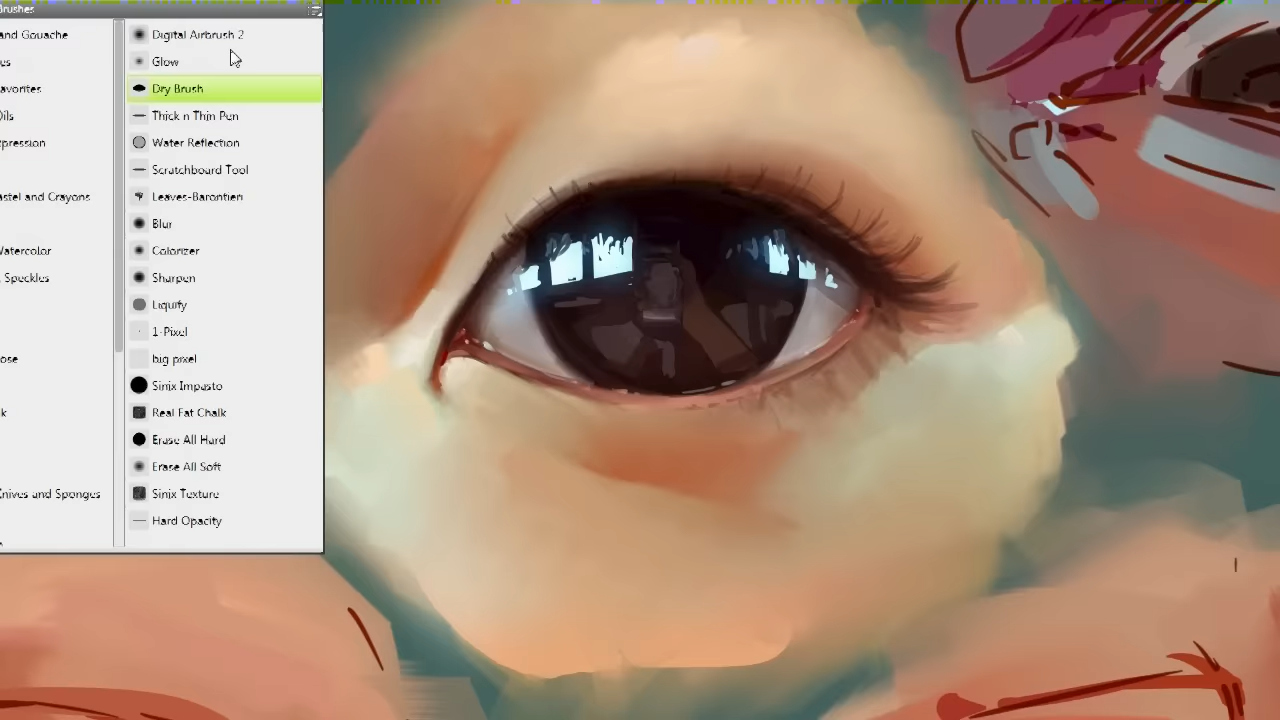 Brushes
and Gouache
es
avorites
Oils
xpression
astel and Crayons
Watercolor
Speckles
ose
k
Knives and Sponges
Digital Airbrush 2
Glow
Dry Brush
Thick n Thin Pen
Water Reflection
Scratchboard Tool
Leaves-Barontieri
Blur
Colorizer
Sharpen
Liquify
1-Pixel
big pixel
Sinix Impasto
Real Fat Chalk
Erase All Hard
Erase All Soft
Sinix Texture
Hard Opacity